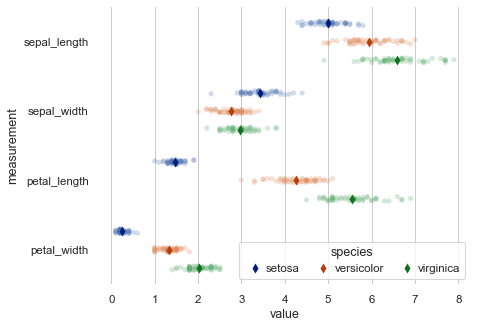 measurement
sepal_length
sepal_width
petal_length
petal_width
species
setosa versicolor virginica
0 1 2 3 4 5 6 7 8
value